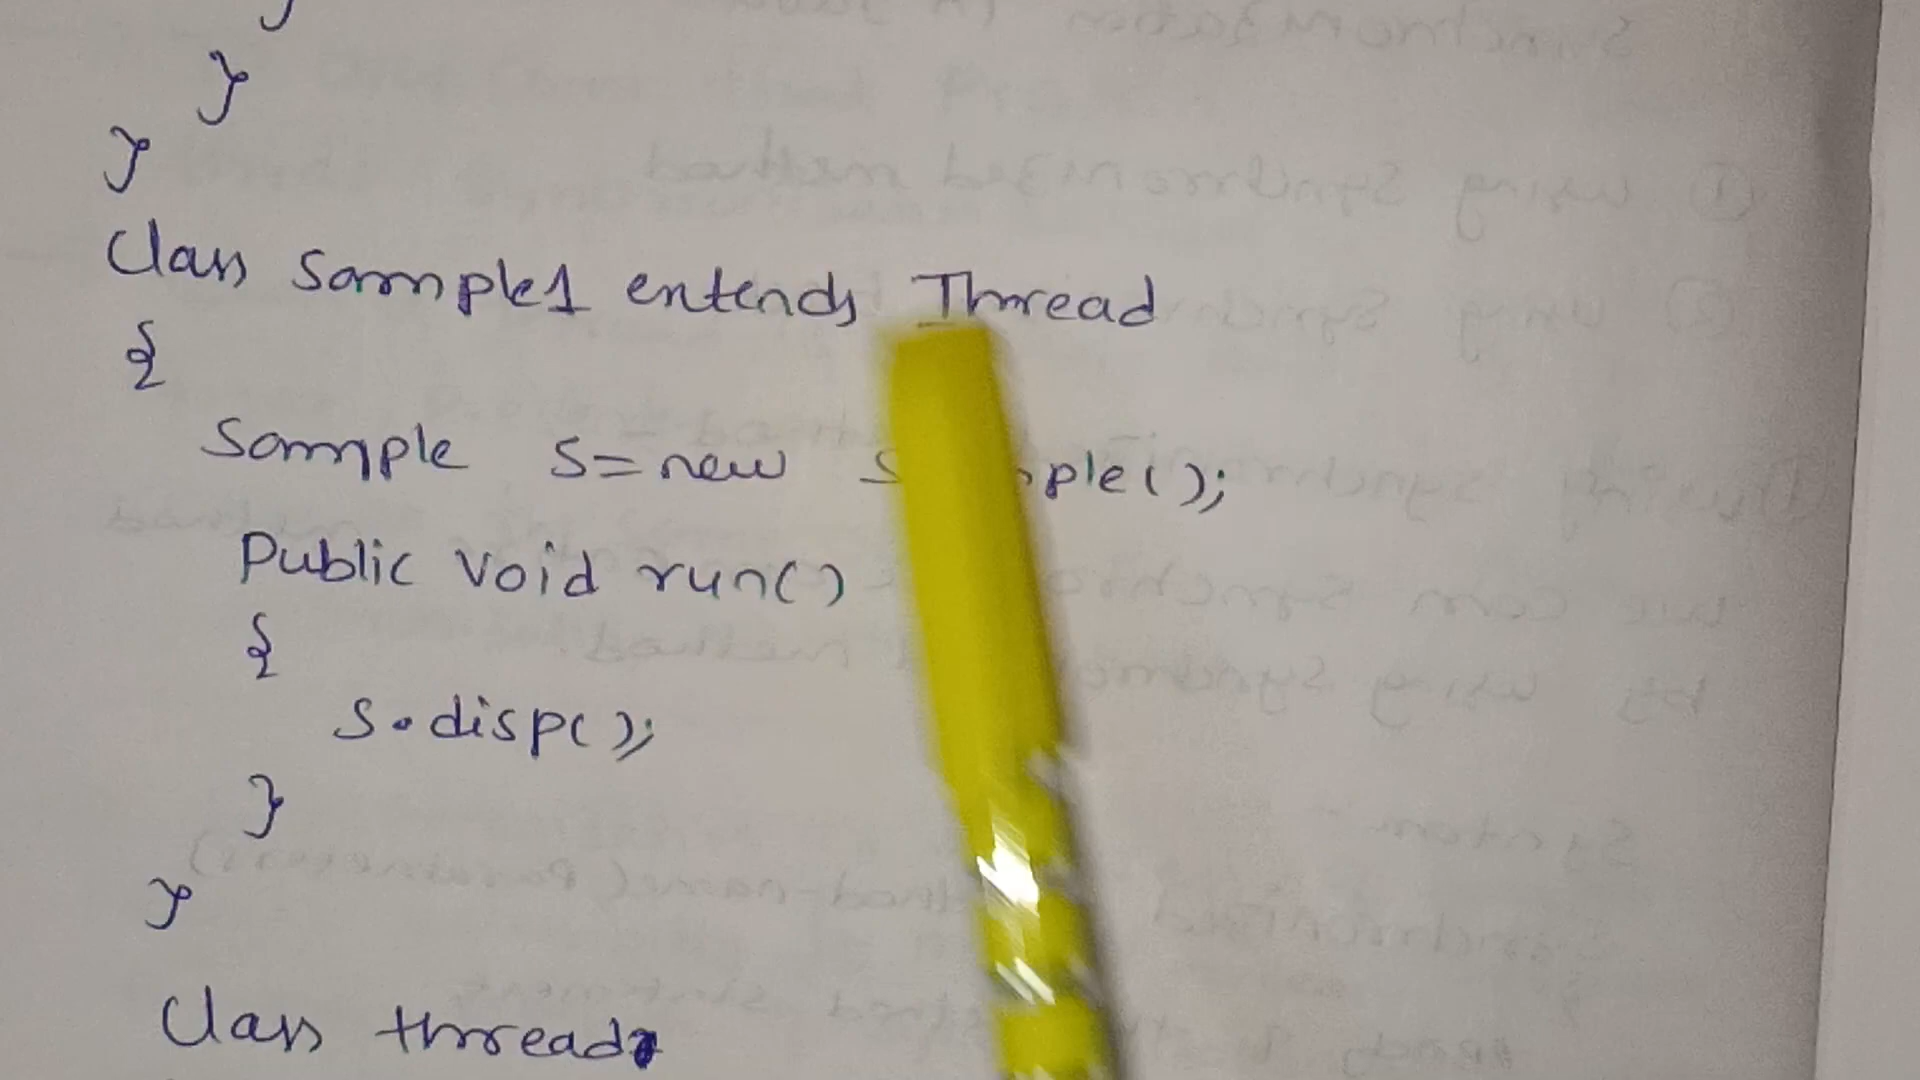 }
}
}
Class Sample1 extends Thread
{
Sample s=new
Public void run()
{
s.disp();
}
}
Class thread